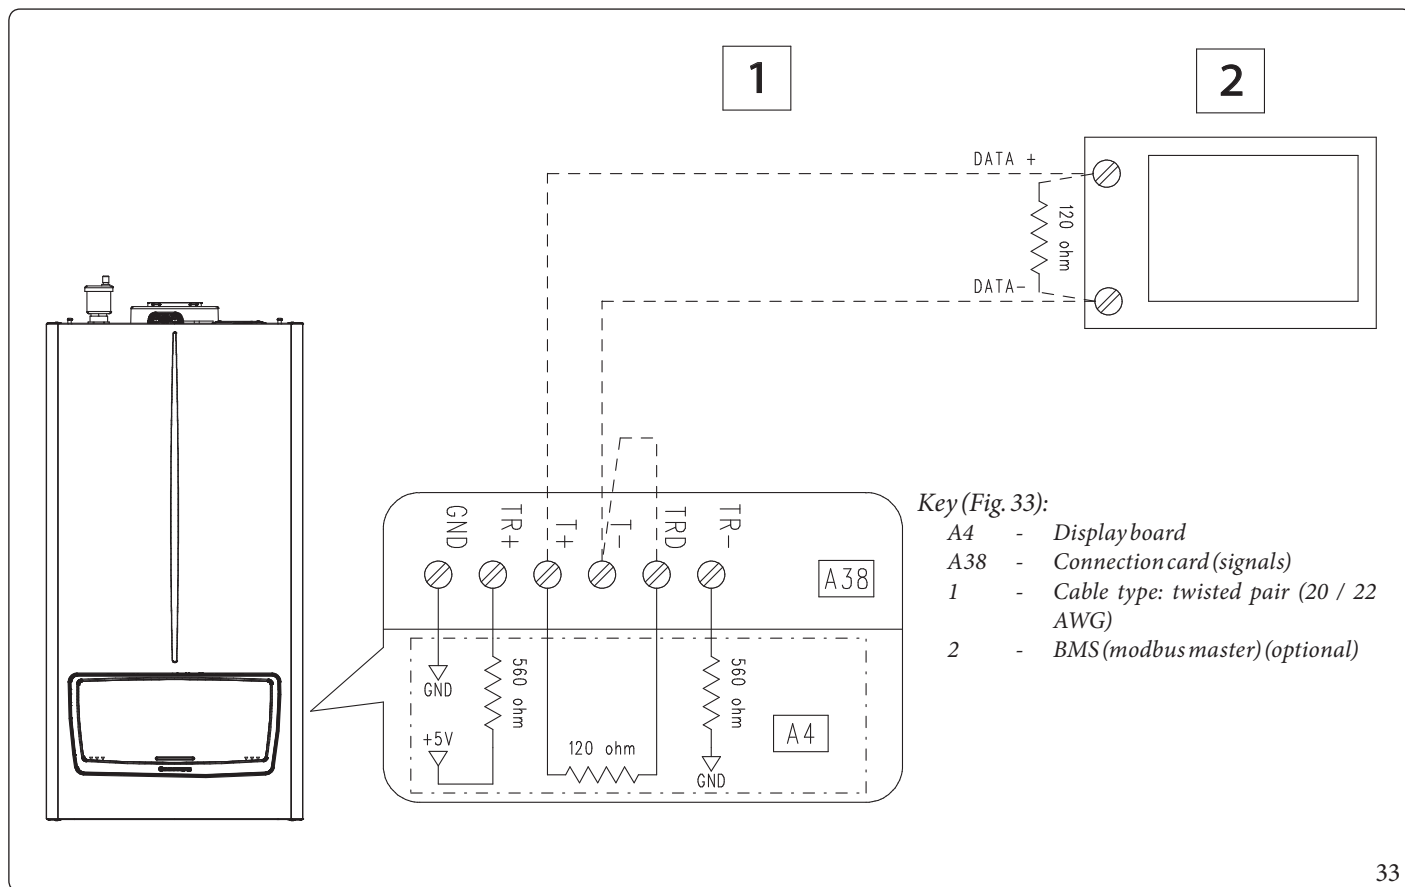 1
2
DATA +
120 ohm
DATA-
GND
TR+
T+
T-
TRD
TR-
A38
GND
560 ohm
+5V
120 ohm
560 ohm
GND
A4
Key (Fig. 33):
A4 - Display board
A38 - Connection card (signals)
1 - Cable type: twisted pair (20 / 22
AWG)
2 - BMS (modbus master) (optional)
33